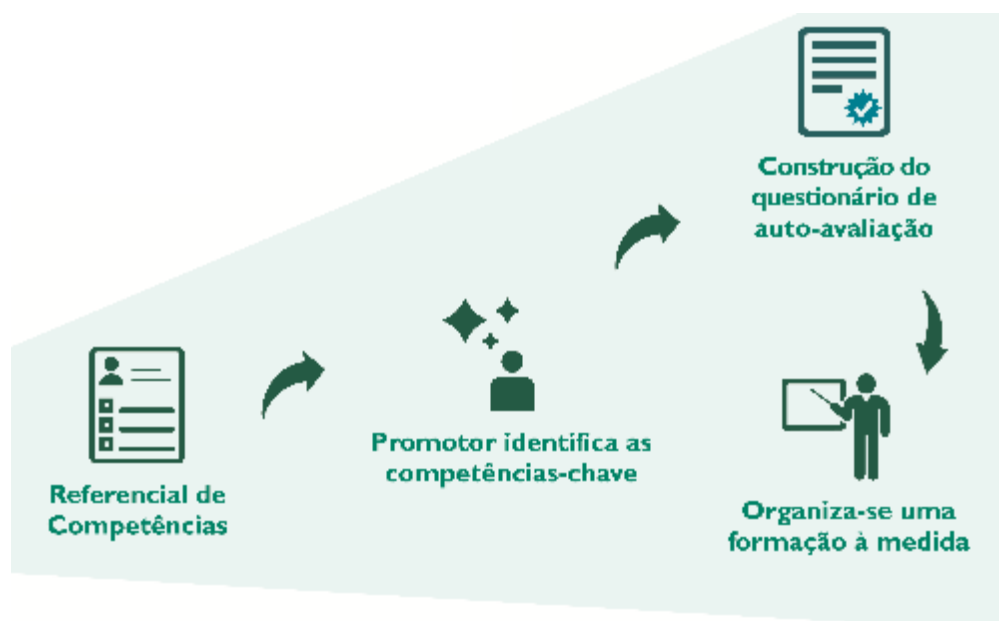 Referencial de
Competências
Promotor identifica as
competências-chave
Construção do
questionário de
auto-avaliação
Organiza-se uma
formação à medida